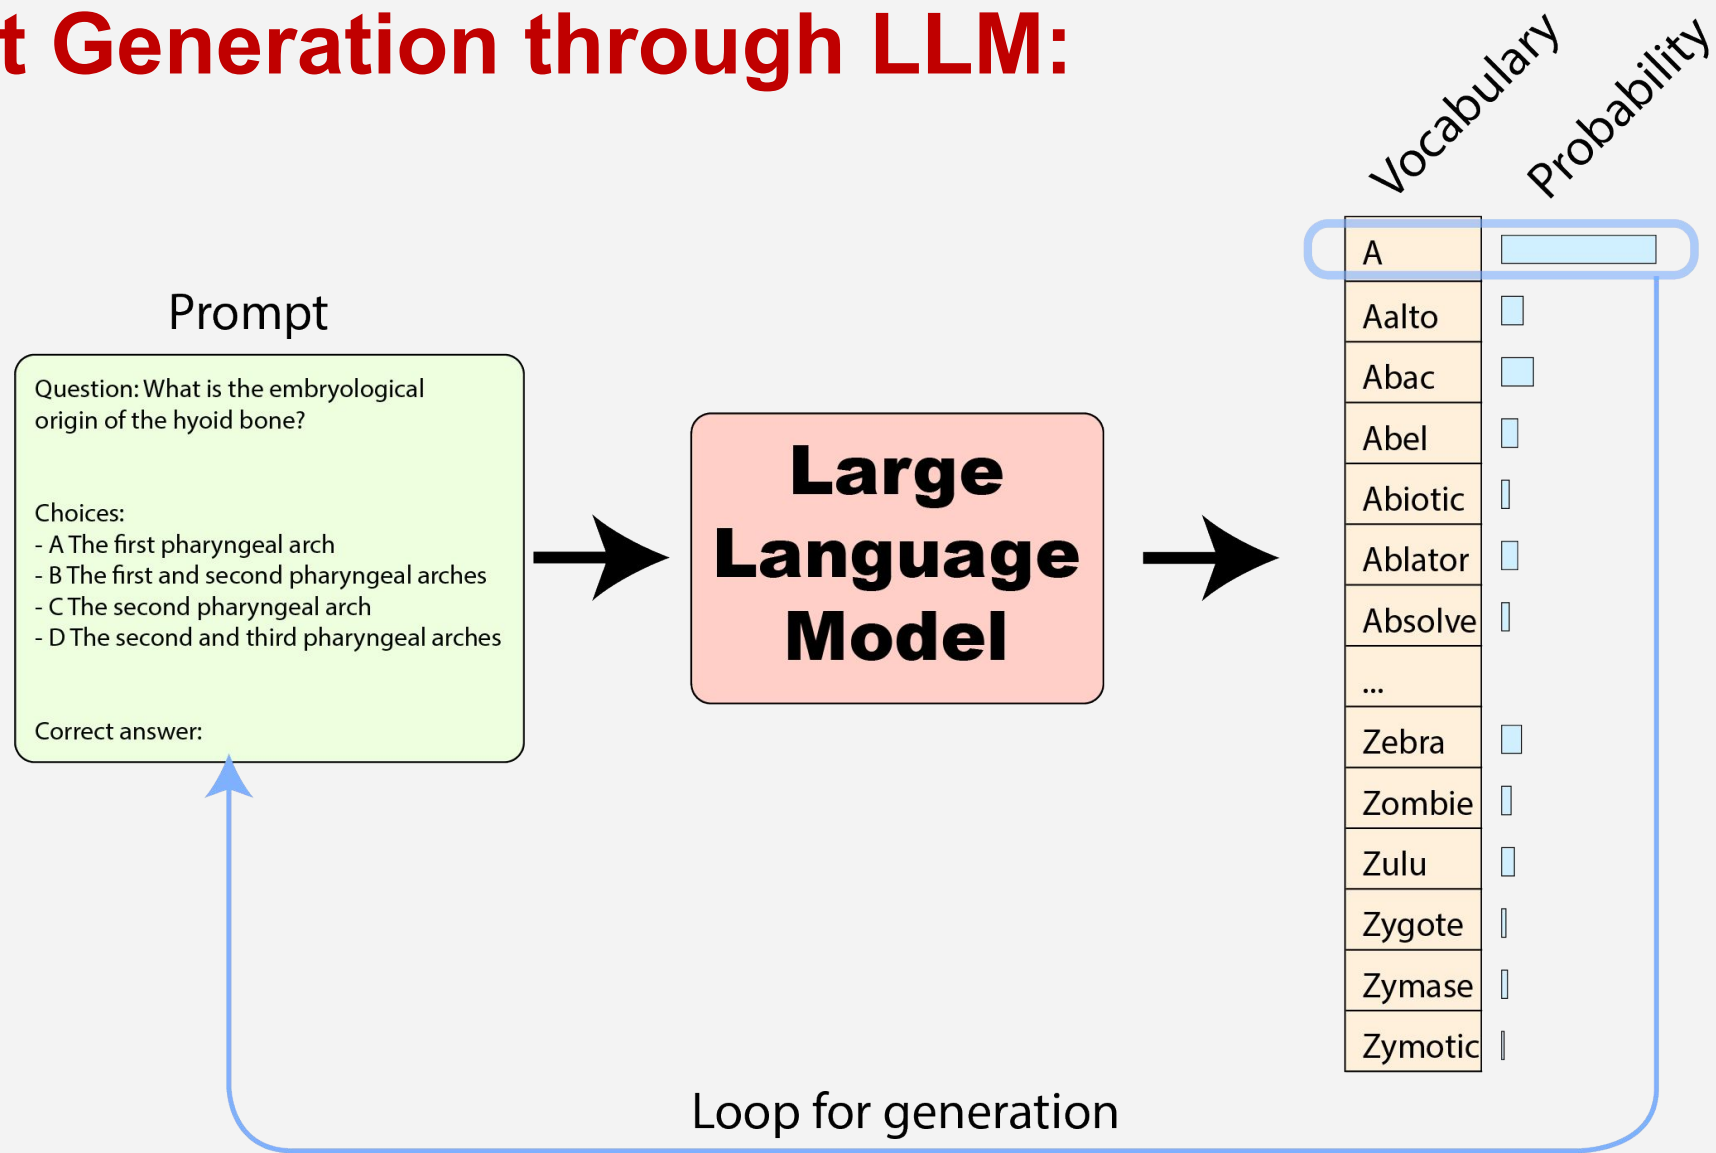 t Generation through LLM:
Vocabulary
Probability
Prompt
Question: What is the embryological
origin of the hyoid bone?
Choices:
- A The first pharyngeal arch
- B The first and second pharyngeal arches
- C The second pharyngeal arch
- D The second and third pharyngeal arches
Correct answer:
Large
Language
Model
A
Aalto
Abac
Abel
Abiotic
Ablator
Absolve
...
Zebra
Zombie
Zulu
Zygote
Zymase
Zymotic
Loop for generation